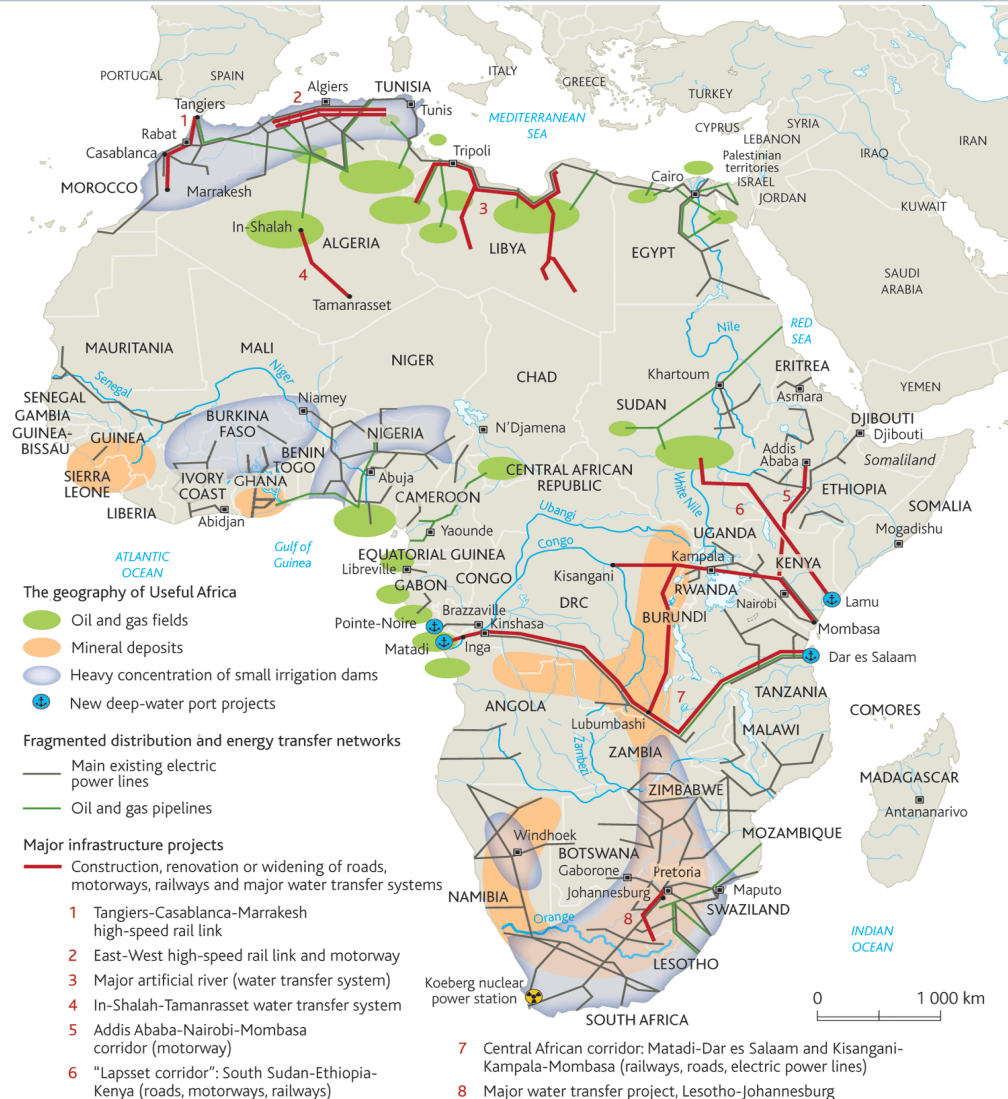 PORTUGAL
SPAIN
ITALY
GREECE
TURKEY
Tangiers
1
2
Algiers
TUNISIA
Tunis
MEDITERRANEAN
SEA
CYPRUS
SYRIA
LEBANON
IRAN
IRAQ
Palestinian
territories
ISRAEL
JORDAN
KUWAIT
Rabat
Casablanca
MOROCCO
Marrakesh
Tripoli
Cairo
In-Shalah
ALGERIA
3
LIBYA
EGYPT
4
Tamanrasset
SAUDI
ARABIA
MAURITANIA
MALI
NIGER
CHAD
Nile
RED
SEA
Senegal
Niger
Niamey
Khartoum
ERITREA
Asmara
YEMEN
SENEGAL
GAMBIA
GUINEA-
BISSAU
GUINEA
BURKINA
FASO
NIGERIA
N'Djamena
SUDAN
DJIBOUTI
Djibouti
BENIN
TOGO
Addis
Ababa
Somaliland
SIERRA
LEONE
IVORY
COAST
GHANA
Abuja
CENTRAL AFRICAN
REPUBLIC
White Nile
5
6
ETHIOPIA
SOMALIA
LIBERIA
Abidjan
CAMEROON
Yaounde
Ubangi
UGANDA
Mogadishu
ATLANTIC
OCEAN
Gulf of
Guinea
EQUATORIAL GUINEA
Libreville
GABON
CONGO
Congo
Kisangani
Kampala
KENYA
RWANDA
Nairobi
Lamu
DRC
BURUNDI
Brazzaville
Pointe-Noire
Kinshasa
Mombasa
Matadi
Inga
Dar es Salaam
7
TANZANIA
ANGOLA
Lubumbashi
COMORES
MALAWI
Zambezi
ZAMBIA
ZIMBABWE
MADAGASCAR
Antananarivo
MOZAMBIQUE
Windhoek
BOTSWANA
Gaborone
Pretoria
Johannesburg
Maputo
NAMIBIA
SWAZILAND
Orange
8
LESOTHO
INDIAN
OCEAN
Koeberg nuclear
power station
SOUTH AFRICA
0
1 000 km
The geography of Useful Africa
Oil and gas fields
Mineral deposits
Heavy concentration of small irrigation dams
New deep-water port projects
Fragmented distribution and energy transfer networks
Main existing electric
power lines
Oil and gas pipelines
Major infrastructure projects
Construction, renovation or widening of roads,
motorways, railways and major water transfer systems
1 Tangiers-Casablanca-Marrakesh
high-speed rail link
2 East-West high-speed rail link and motorway
3 Major artificial river (water transfer system)
4 In-Shalah-Tamanrasset water transfer system
5 Addis Ababa-Nairobi-Mombasa
corridor (motorway)
6 “Lapsset corridor”: South Sudan-Ethiopia-
Kenya (roads, motorways, railways)
7 Central African corridor: Matadi-Dar es Salaam and Kisangani-
Kampala-Mombasa (railways, roads, electric power lines)
8 Major water transfer project, Lesotho-Johannesburg